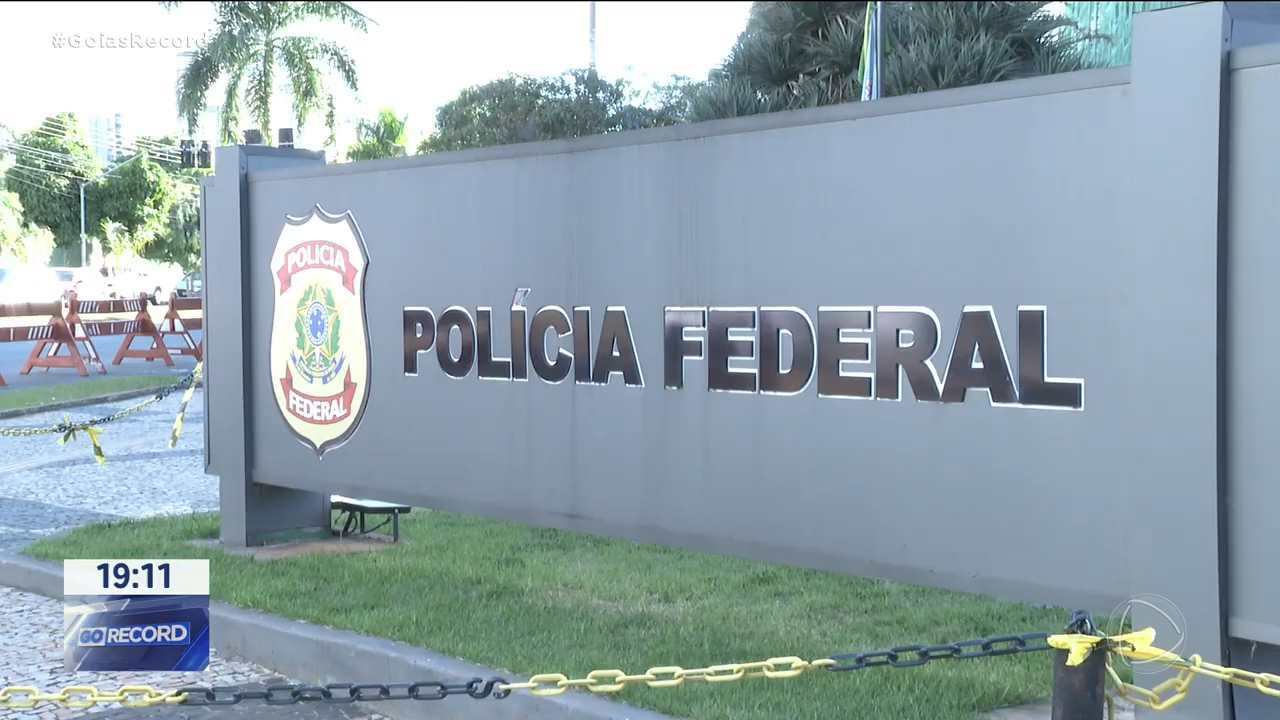 #GoiasRecord
POLICIA
FEDERAL
POLÍCIA FEDERAL
19:11
GO RECORD